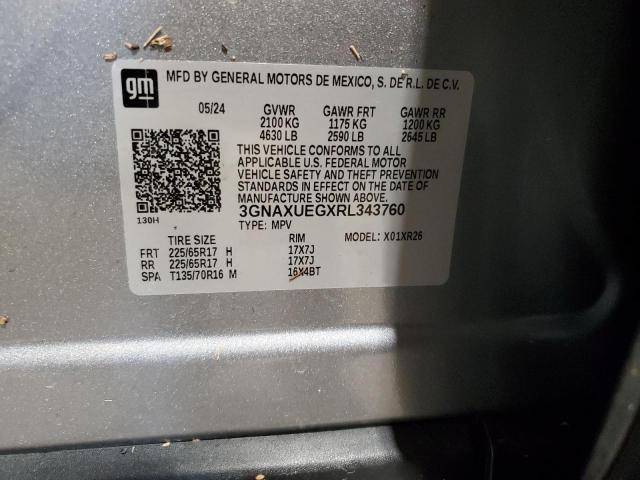 gm
MFD BY GENERAL MOTORS DE MEXICO, S. DE R.L. DE C.V.
05/24 GVWR GAWR FRT GAWR RR
2100 KG 1175 KG 1200 KG
4630 LB 2590 LB 2645 LB
THIS VEHICLE CONFORMS TO ALL
APPLICABLE U.S. FEDERAL MOTOR
VEHICLE SAFETY AND THEFT PREVENTION
STANDARDS IN EFFECT ON THE DATE OF
MANUFACTURE SHOWN ABOVE.
3GNAXUEGXRL343760
130H
TYPE: MPV MODEL: X01XR26
TIRE SIZE RIM
FRT 225/65R17 H 17X7J
RR 225/65R17 H 17X7J
SPA T135/70R16 M 16X4BT